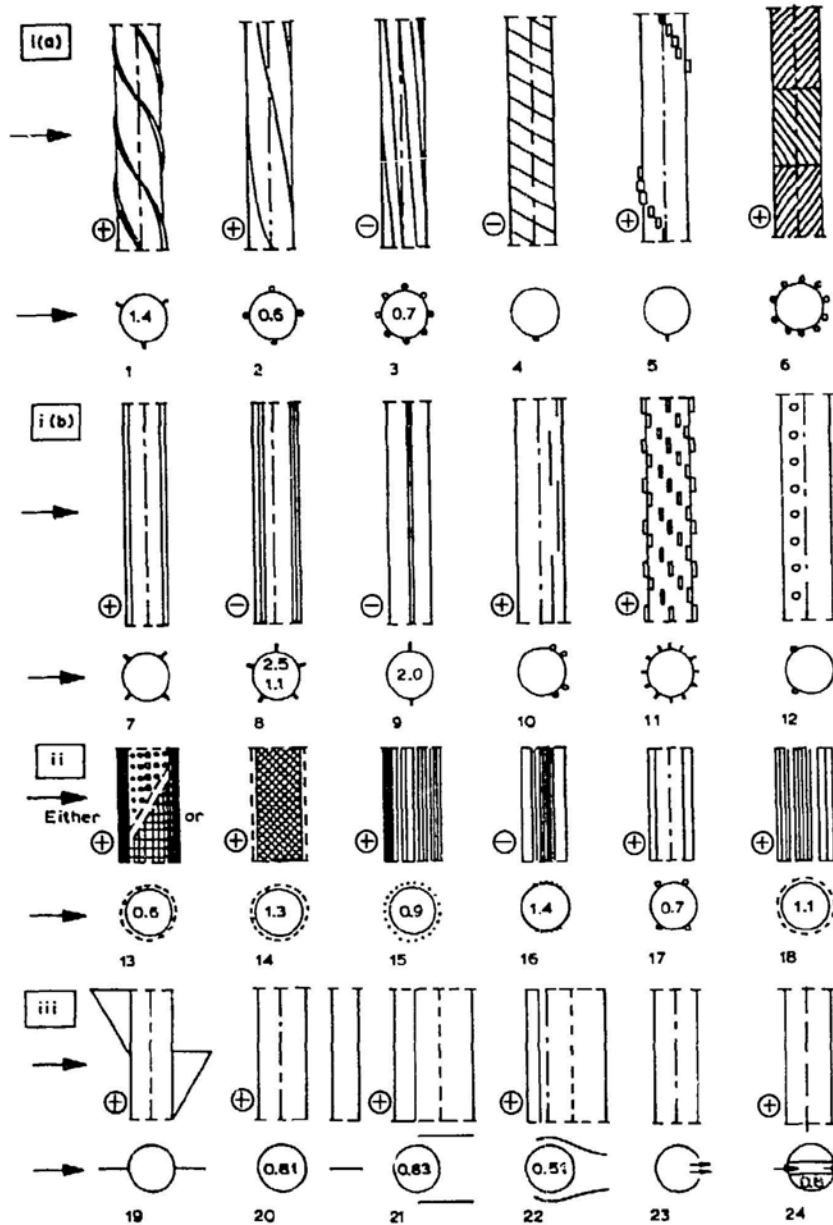 i(a)
+ + − − + +
1.4 0.6 0.7
1 2 3 4 5 6
i(b)
+ − − + +
2.5 2.0
1.1
7 8 9 10 11 12
ii
Either or
+ + + − + +
0.6 1.3 0.9 1.4 0.7 1.1
13 14 15 16 17 18
iii
+ + + + +
0.81 0.83 0.6
19 20 21 22 23 24